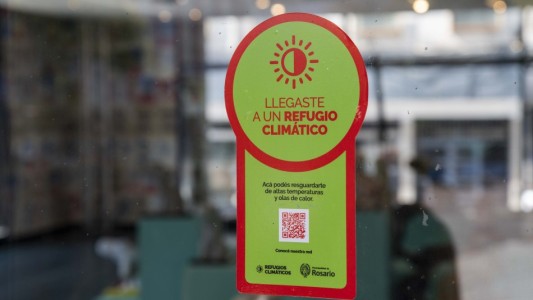 LLEGASTE
A UN REFUGIO
CLIMÁTICO
Acá podés resguardarte
de altas temperaturas
y olas de calor.
Conocé nuestra red
REFUGIOS
CLIMÁTICOS
Rosario